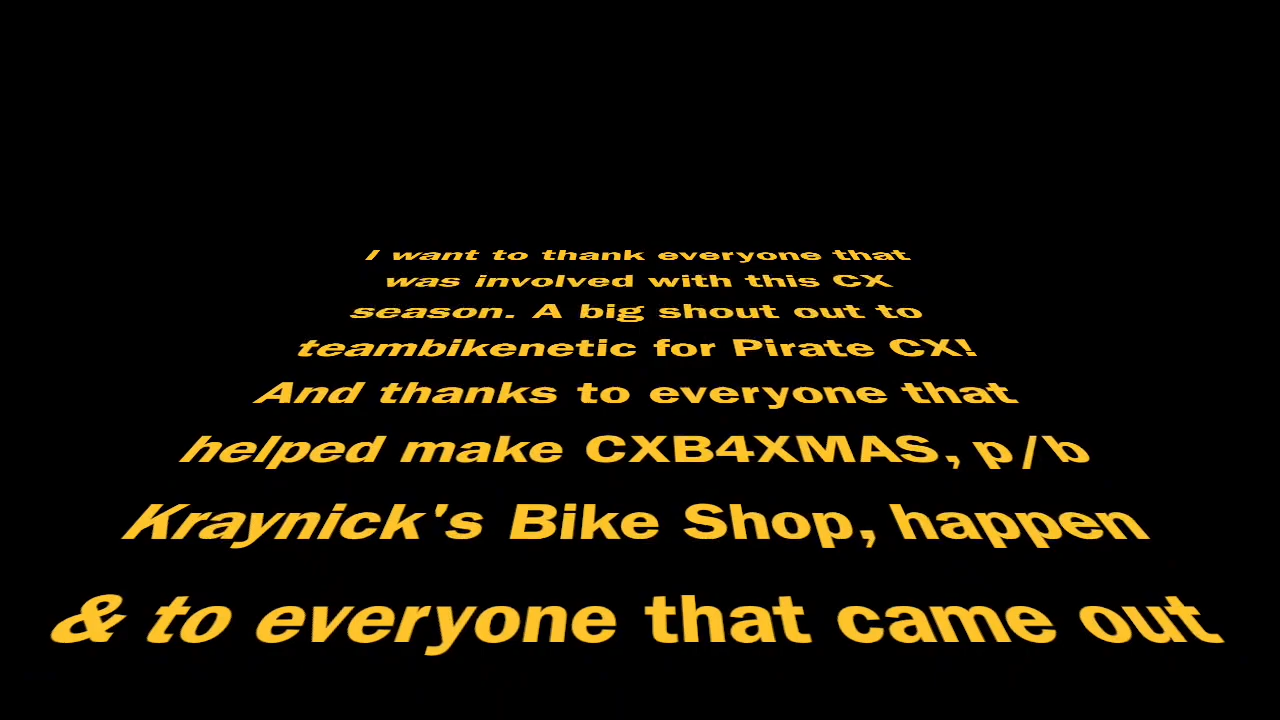 I want to thank everyone that
was involved with this CX
season. A big shout out to
teambikenetic for Pirate CX!
And thanks to everyone that
helped make CXB4XMAS, p/b
Kraynick's Bike Shop, happen
& to everyone that came out